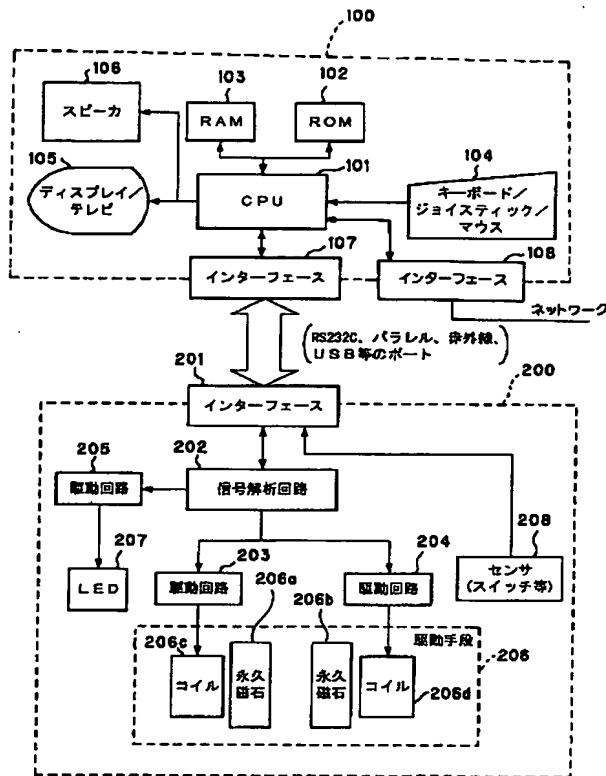 100
106
スピーカ
103
RAM
102
ROM
105
ディスプレイ/
テレビ
101
CPU
104
キーボード/
ジョイスティック/
マウス
107
インターフェース
108
インターフェース
ネットワーク
(RS232C、パラレル、赤外線、
USB等のポート)
201
インターフェース
200
205
駆動回路
202
信号解析回路
207
LED
203
駆動回路
204
駆動回路
208
センサ
(スイッチ等)
206a
206b
駆動手段
206
206c
コイル
永久
磁石
永久
磁石
コイル
206d